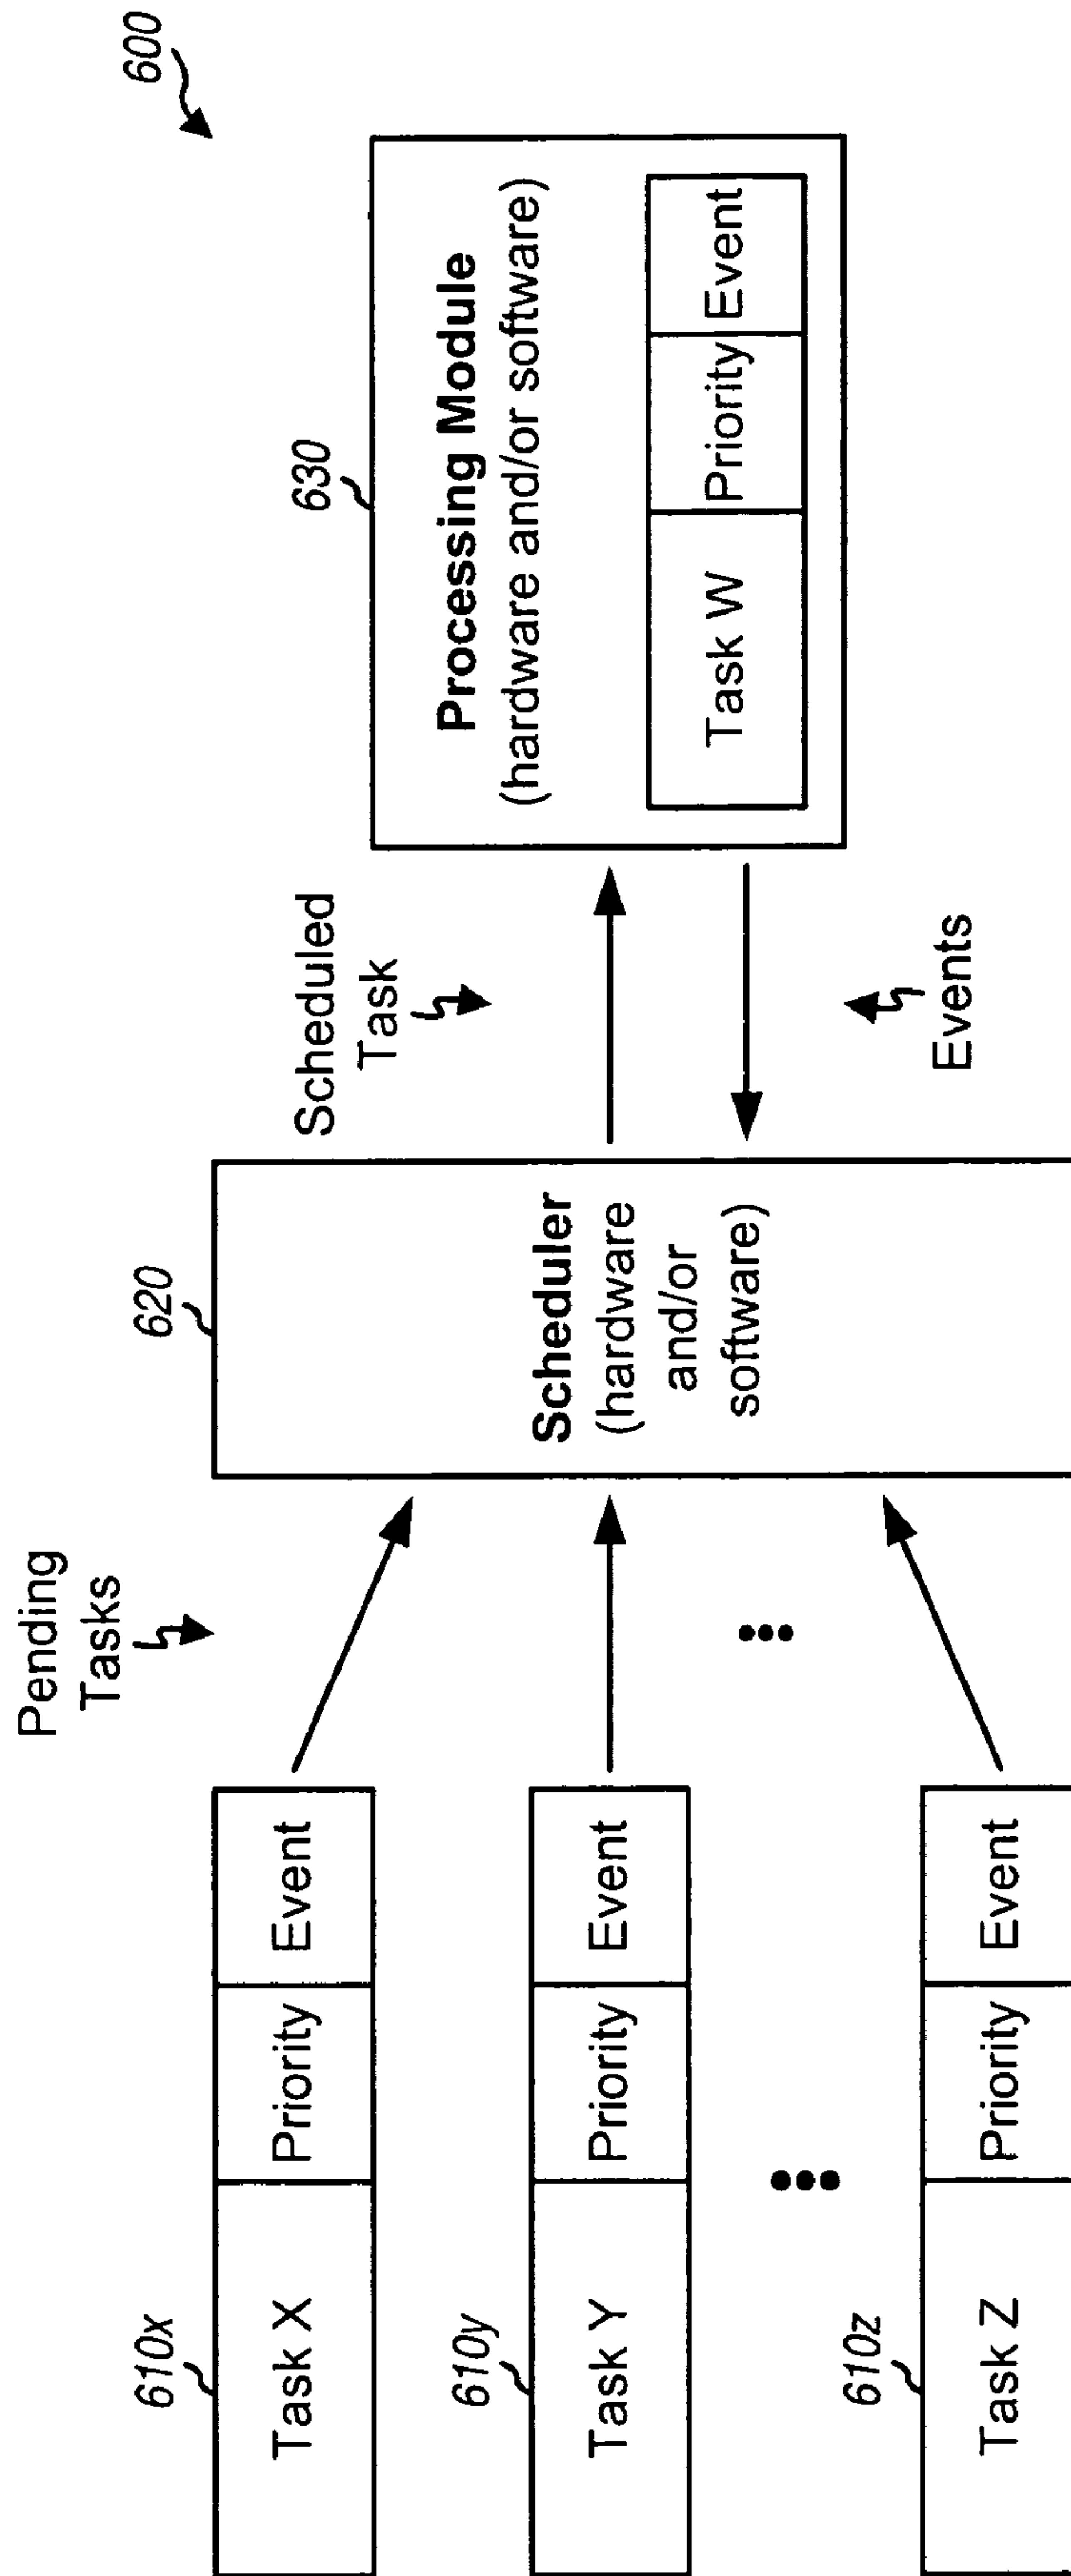 600
Pending
Tasks
610x
Task X
Priority
Event
610y
Task Y
Priority
Event
610z
Task Z
Priority
Event
620
Scheduler
(hardware
and/or
software)
Scheduled
Task
Events
630
Processing Module
(hardware and/or software)
Task W
Priority
Event